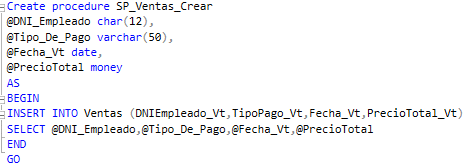 Create procedure SP_Ventas_Crear
@DNI_Empleado char(12),
@Tipo_De_Pago varchar(50),
@Fecha_Vt date,
@PrecioTotal money
AS
BEGIN
INSERT INTO Ventas (DNIEmpleado_Vt,TipoPago_Vt,Fecha_Vt,PrecioTotal_Vt)
SELECT @DNI_Empleado,@Tipo_De_Pago,@Fecha_Vt,@PrecioTotal
END
GO